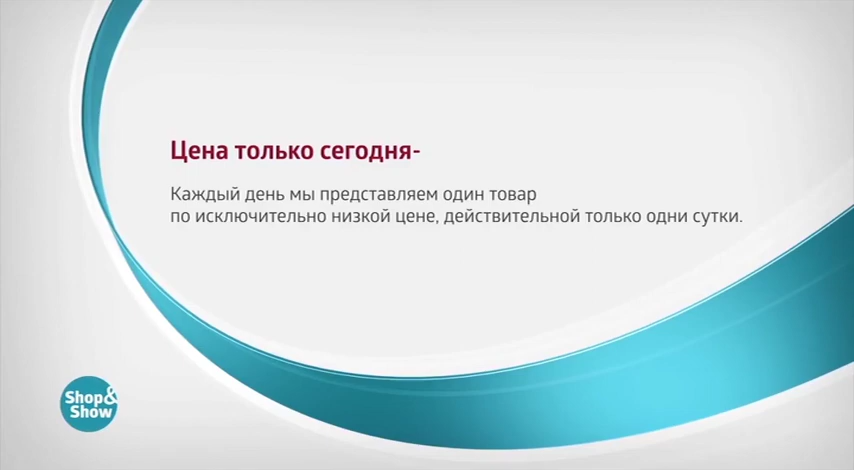 Цена только сегодня-
Каждый день мы представляем один товар
по исключительно низкой цене, действительной только одни сутки.
Shop&
Show